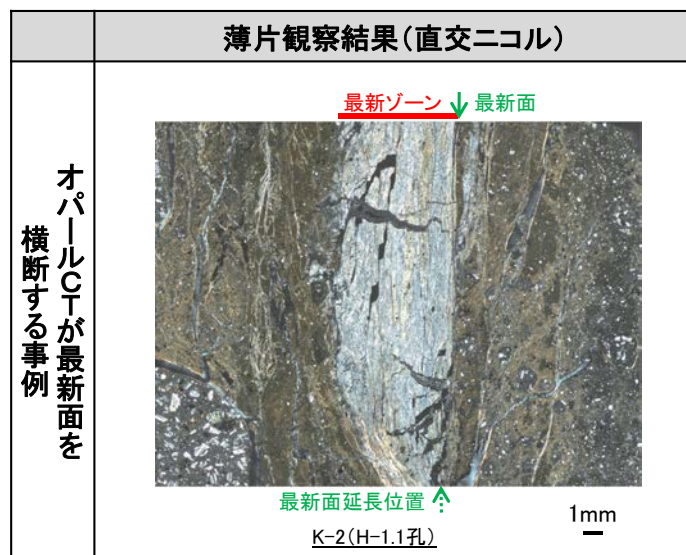 薄片観察結果(直交ニコル)
オパールCTが最新面を
横断する事例
最新ゾーン
最新面
最新面延長位置
1mm
K-2(H-1.1孔)